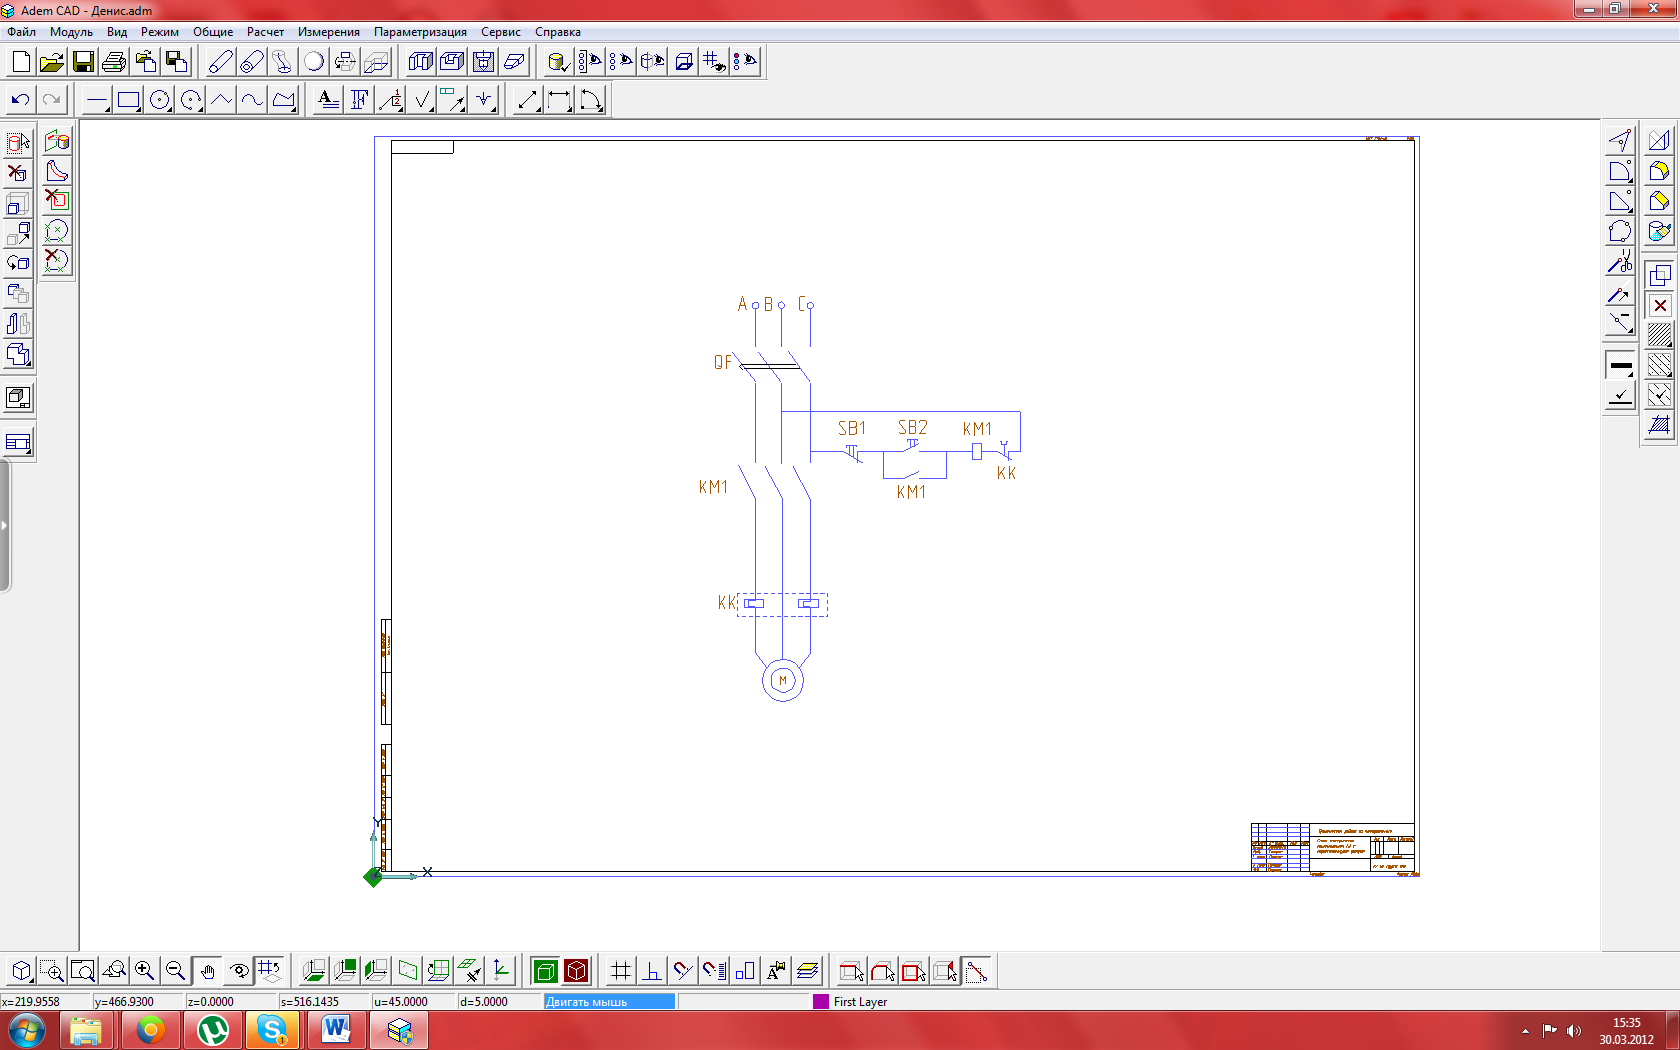 Adem CAD - Денис.adm
Файл Модуль Вид Режим Общие Расчет Измерения Параметризация Сервис Справка
A B C
QF
SB1 SB2 KM1
KK
KM1
KM1
KK
M
Y
X
x=219.9558 y=466.9300 z=0.0000 s=516.1435 u=45.0000 d=5.0000 Двигать мышь First Layer
15:35
30.03.2012